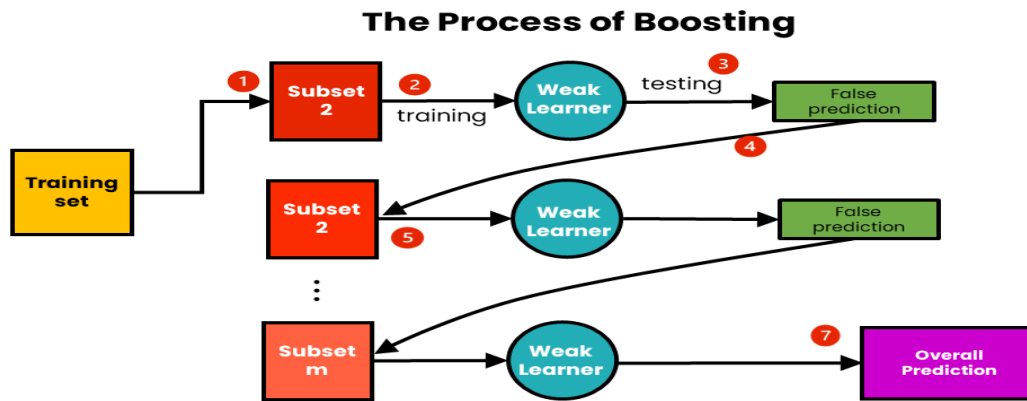 The Process of Boosting
1
Subset
2
2
training
Weak
Learner
3
testing
False
prediction
4
Training
set
Subset
2
5
Weak
Learner
False
prediction
...
Subset
m
Weak
Learner
7
Overall
Prediction